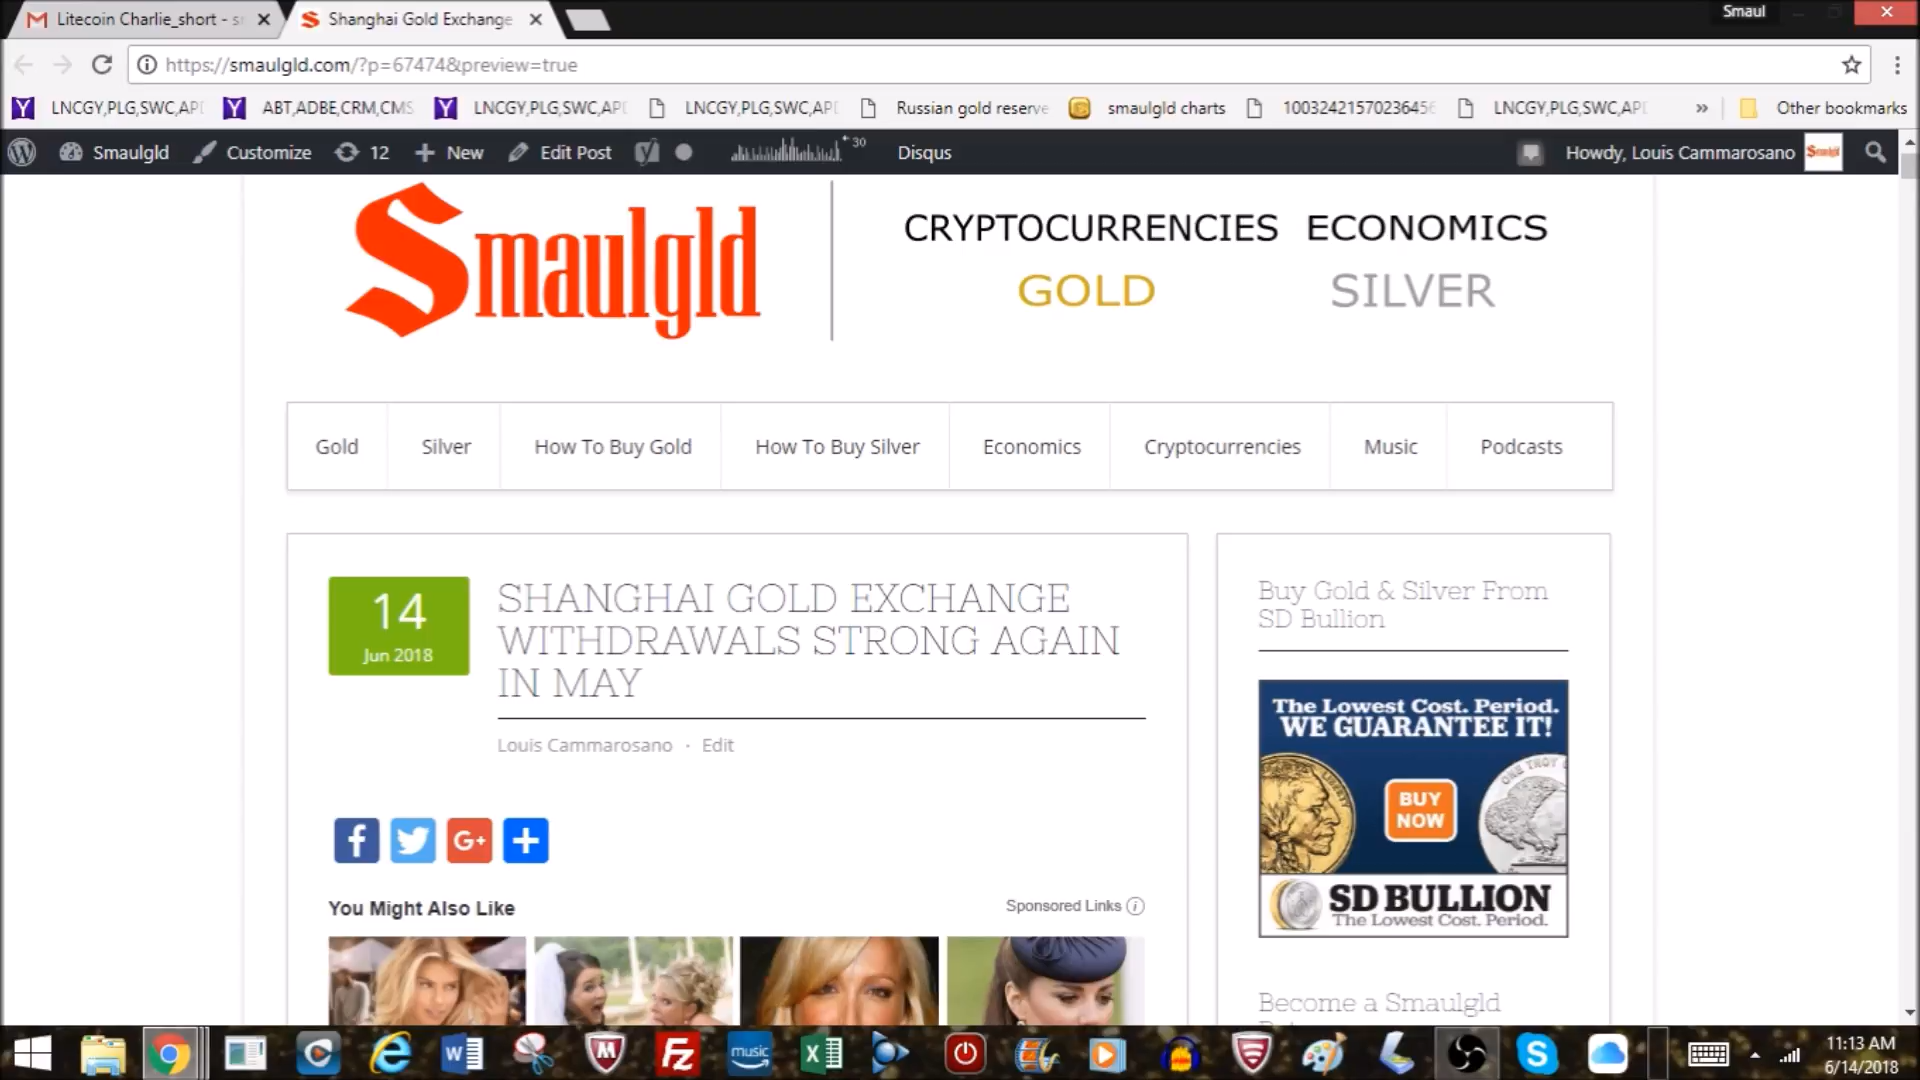 Litecoin Charlie_short - s
Shanghai Gold Exchange
Smaul
https://smaulgld.com/?p=67474&preview=true
LNCGY,PLG,SWC,API
ABT,ADBE,CRM,CMS
LNCGY,PLG,SWC,API
LNCGY,PLG,SWC,API
Russian gold reserve
smaulgld charts
10032421570236456
LNCGY,PLG,SWC,API
»
Other bookmarks
Smaulgld
Customize
12
New
Edit Post
30
Disqus
Howdy, Louis Cammarosano
Smaulgld
Smaulgld
CRYPTOCURRENCIES ECONOMICS
GOLD SILVER
Gold
Silver
How To Buy Gold
How To Buy Silver
Economics
Cryptocurrencies
Music
Podcasts
14
Jun 2018
SHANGHAI GOLD EXCHANGE
WITHDRAWALS STRONG AGAIN
IN MAY
Louis Cammarosano · Edit
G+
You Might Also Like
Sponsored Links
Buy Gold & Silver From
SD Bullion
The Lowest Cost. Period.
WE GUARANTEE IT!
ONE TROY
BUY
NOW
SD BULLION
The Lowest Cost. Period.
Become a Smaulgld
music
11:13 AM
6/14/2018